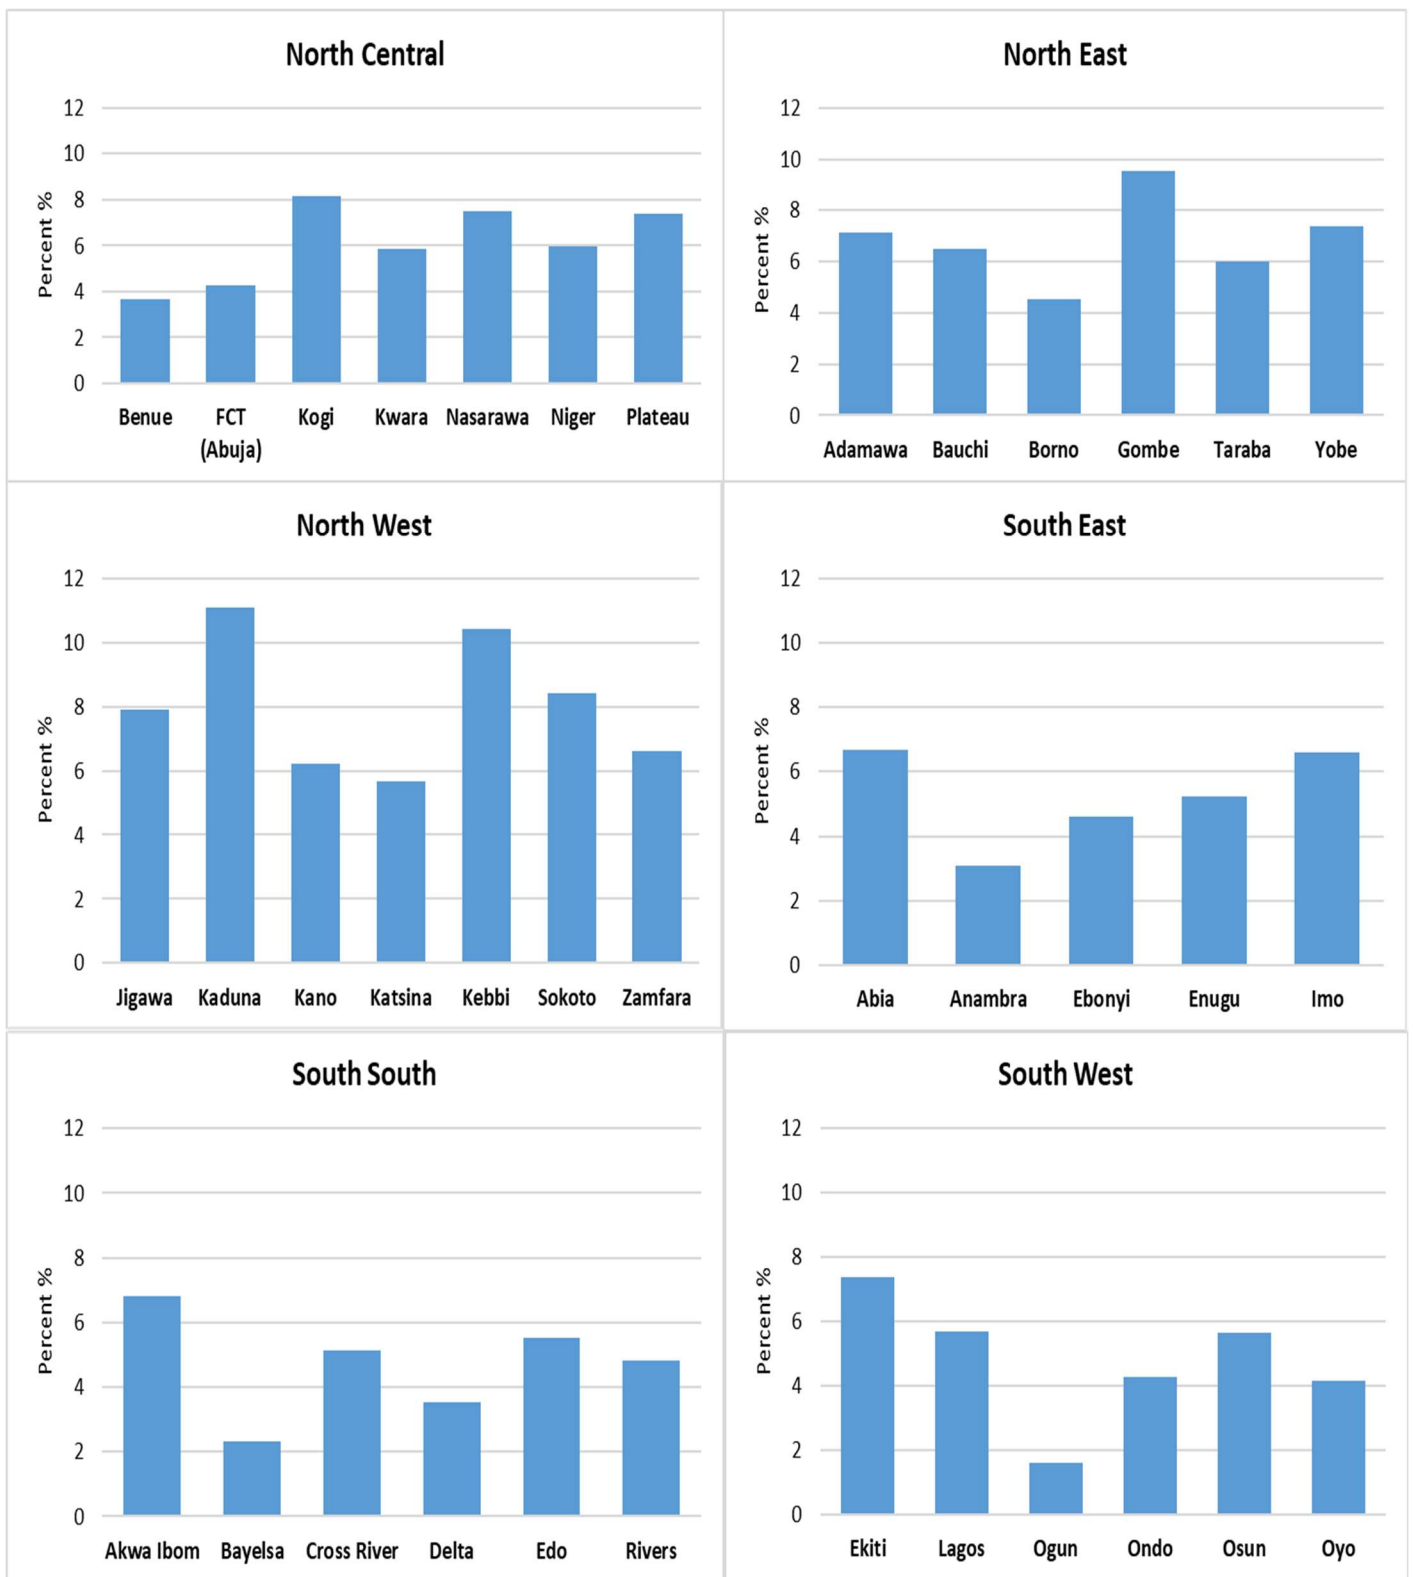 North Central
12
10
8
6
4
2
0
Percent %
Benue FCT Kogi Kwara Nasarawa Niger Plateau
(Abuja)
North East
12
10
8
6
4
2
0
Percent %
Adamawa Bauchi Borno Gombe Taraba Yobe
North West
12
10
8
6
4
2
0
Percent %
Jigawa Kaduna Kano Katsina Kebbi Sokoto Zamfara
South East
12
10
8
6
4
2
0
Percent %
Abia Anambra Ebonyi Enugu Imo
South South
12
10
8
6
4
2
0
Percent %
Akwa Ibom Bayelsa Cross River Delta Edo Rivers
South West
12
10
8
6
4
2
0
Percent %
Ekiti Lagos Ogun Ondo Osun Oyo